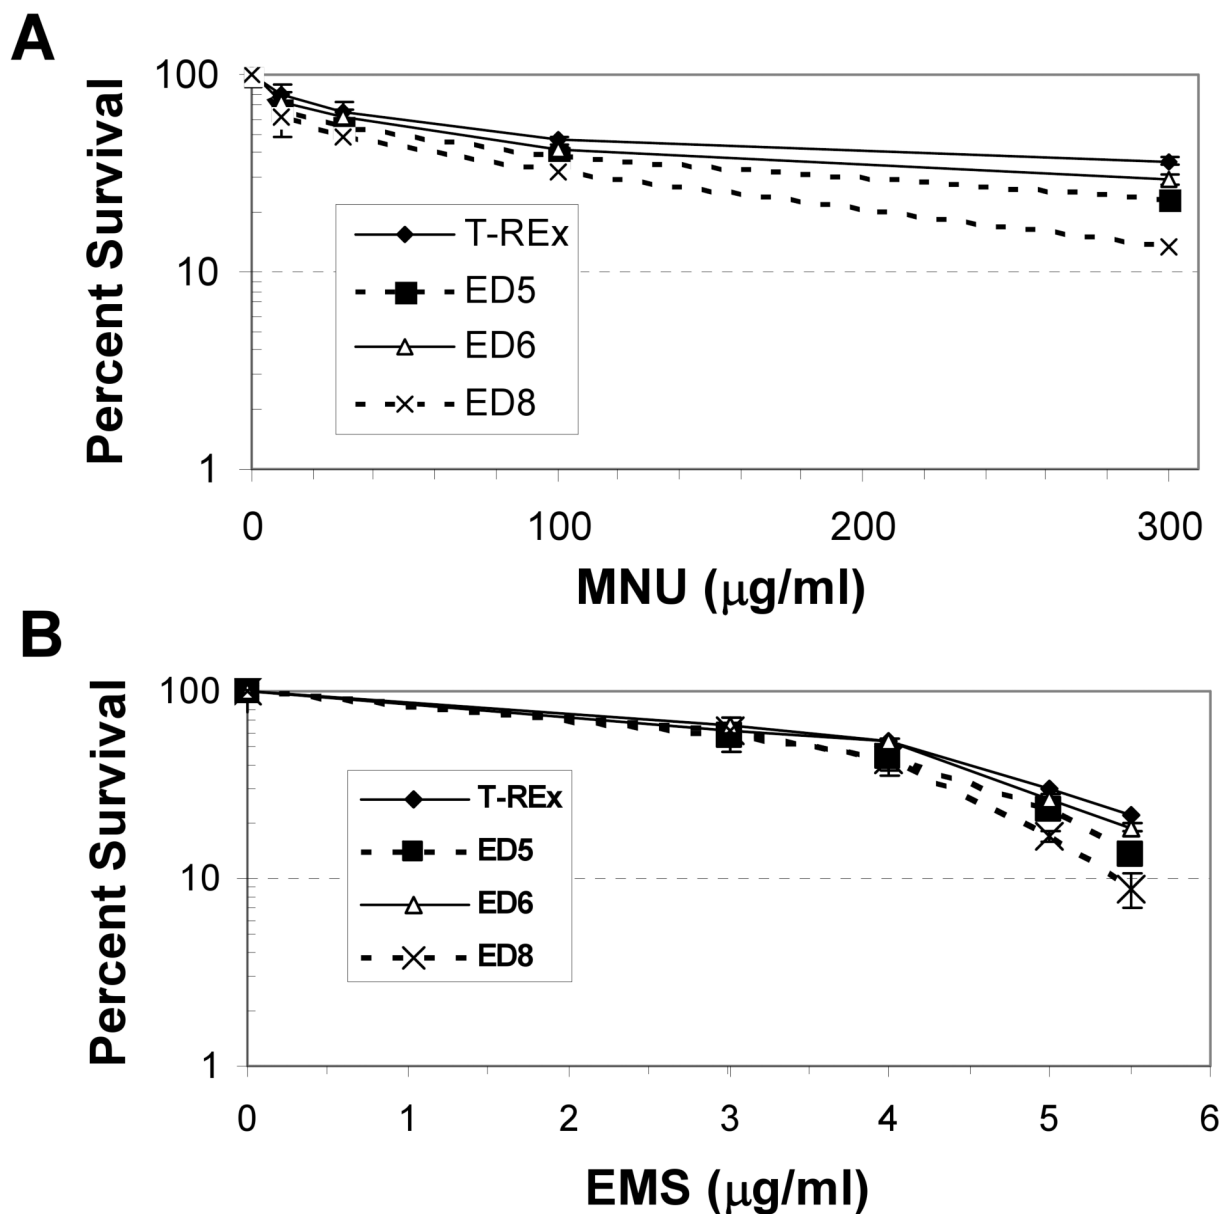 A
Percent Survival
100
10
1
T-REx
ED5
ED6
ED8
0 100 200 300
MNU (μg/ml)
B
Percent Survival
100
10
1
T-REx
ED5
ED6
ED8
0 1 2 3 4 5 6
EMS (μg/ml)